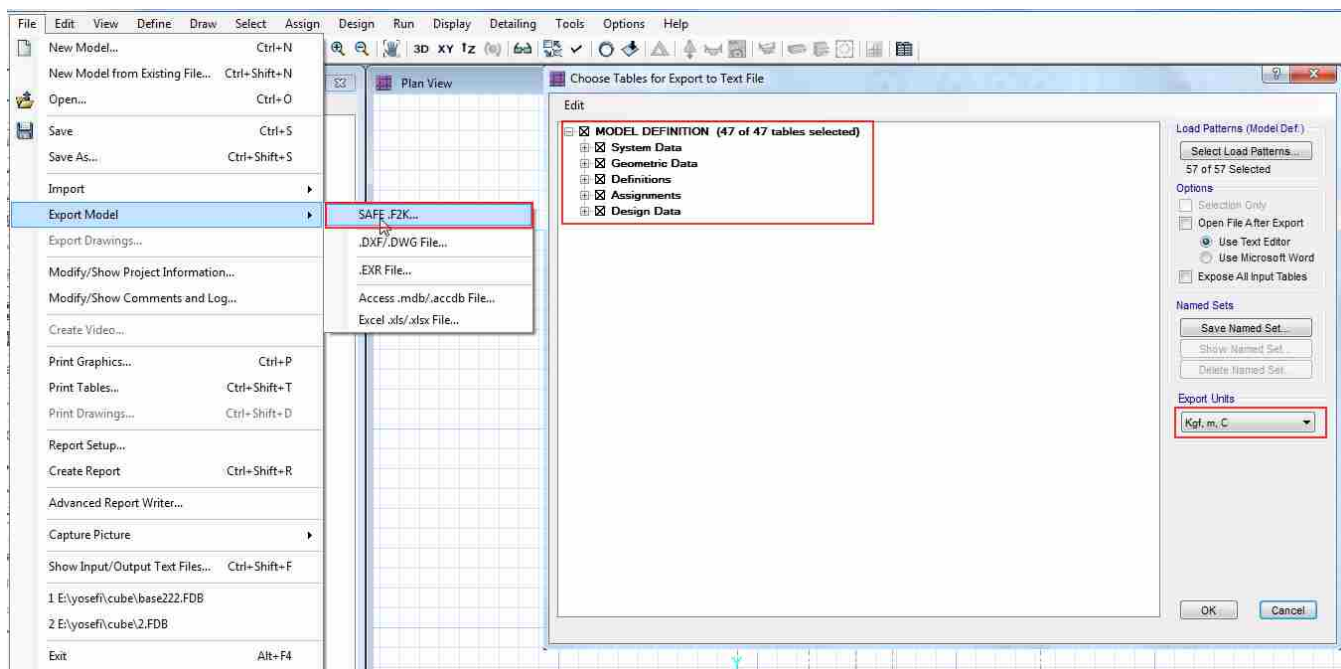 File Edit View Define Draw Select Assign Design Run Display Detailing Tools Options Help
New Model... Ctrl+N
New Model from Existing File... Ctrl+Shift+N
Open... Ctrl+O
Save Ctrl+S
Save As... Ctrl+Shift+S
Import
Export Model
Export Drawings...
Modify/Show Project Information...
Modify/Show Comments and Log...
Create Video...
Print Graphics... Ctrl+P
Print Tables... Ctrl+Shift+T
Print Drawings... Ctrl+Shift+D
Report Setup...
Create Report Ctrl+Shift+R
Advanced Report Writer...
Capture Picture
Show Input/Output Text Files... Ctrl+Shift+F
1 E:\yosefi\cube\base222.FDB
2 E:\yosefi\cube\2.FDB
Exit Alt+F4
SAFE .F2K...
.DXF/.DWG File...
.EXR File...
Access .mdb/.accdb File...
Excel .xls/.xlsx File...
3D XY
Plan View
Choose Tables for Export to Text File
Edit
MODEL DEFINITION (47 of 47 tables selected)
System Data
Geometric Data
Definitions
Assignments
Design Data
Load Patterns (Model Def.)
Select Load Patterns...
57 of 57 Selected
Options
Selection Only
Open File After Export
Use Text Editor
Use Microsoft Word
Expose All Input Tables
Named Sets
Save Named Set...
Show Named Set...
Delete Named Set...
Export Units
Kgf, m, C
OK Cancel
Y